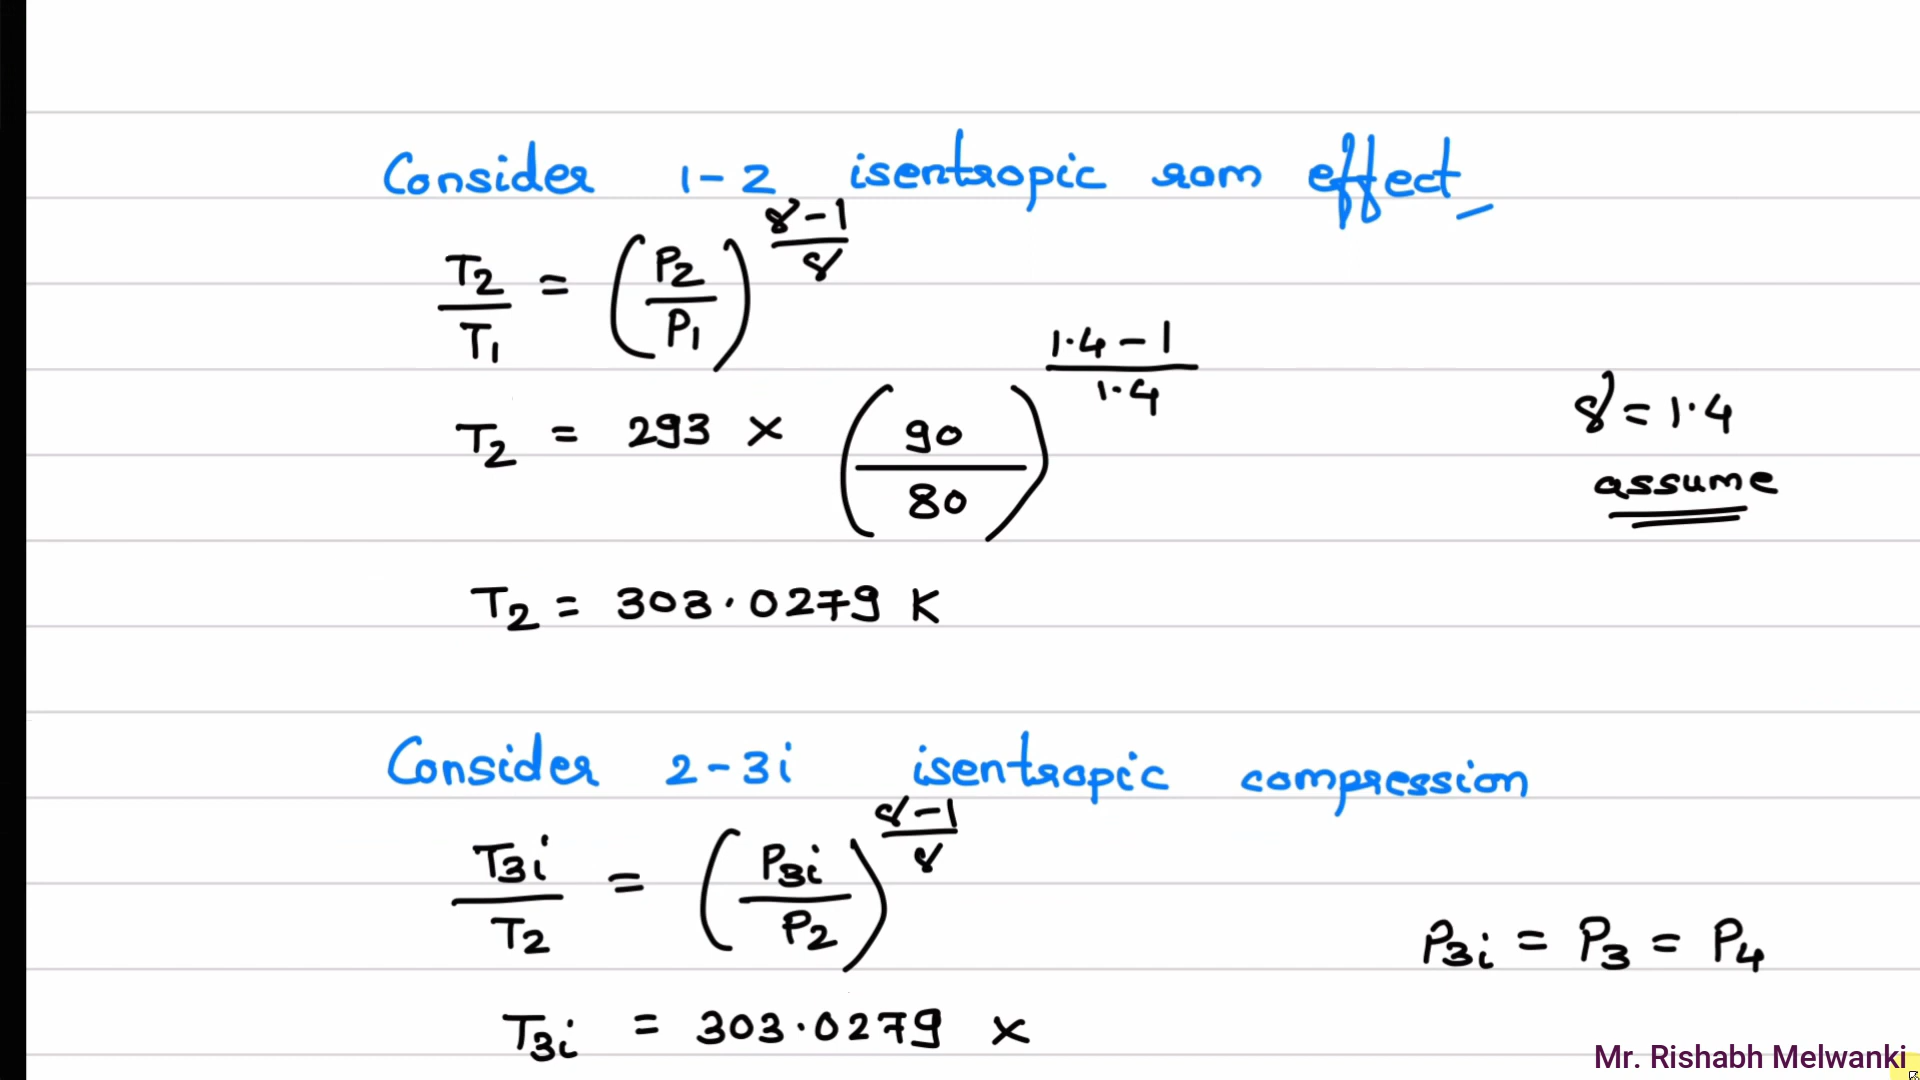 Consider 1-2 isentropic ram effect
T2/T1 = (P2/P1)^(γ-1)/γ
T2 = 293 × (90/80)^(1.4-1)/1.4
γ = 1.4
assume
T2 = 303.0279 K
Consider 2-3i isentropic compression
T3i/T2 = (P3i/P2)^(γ-1)/γ
P3i = P3 = P4
T3i = 303.0279 ×
Mr. Rishabh Melwanki